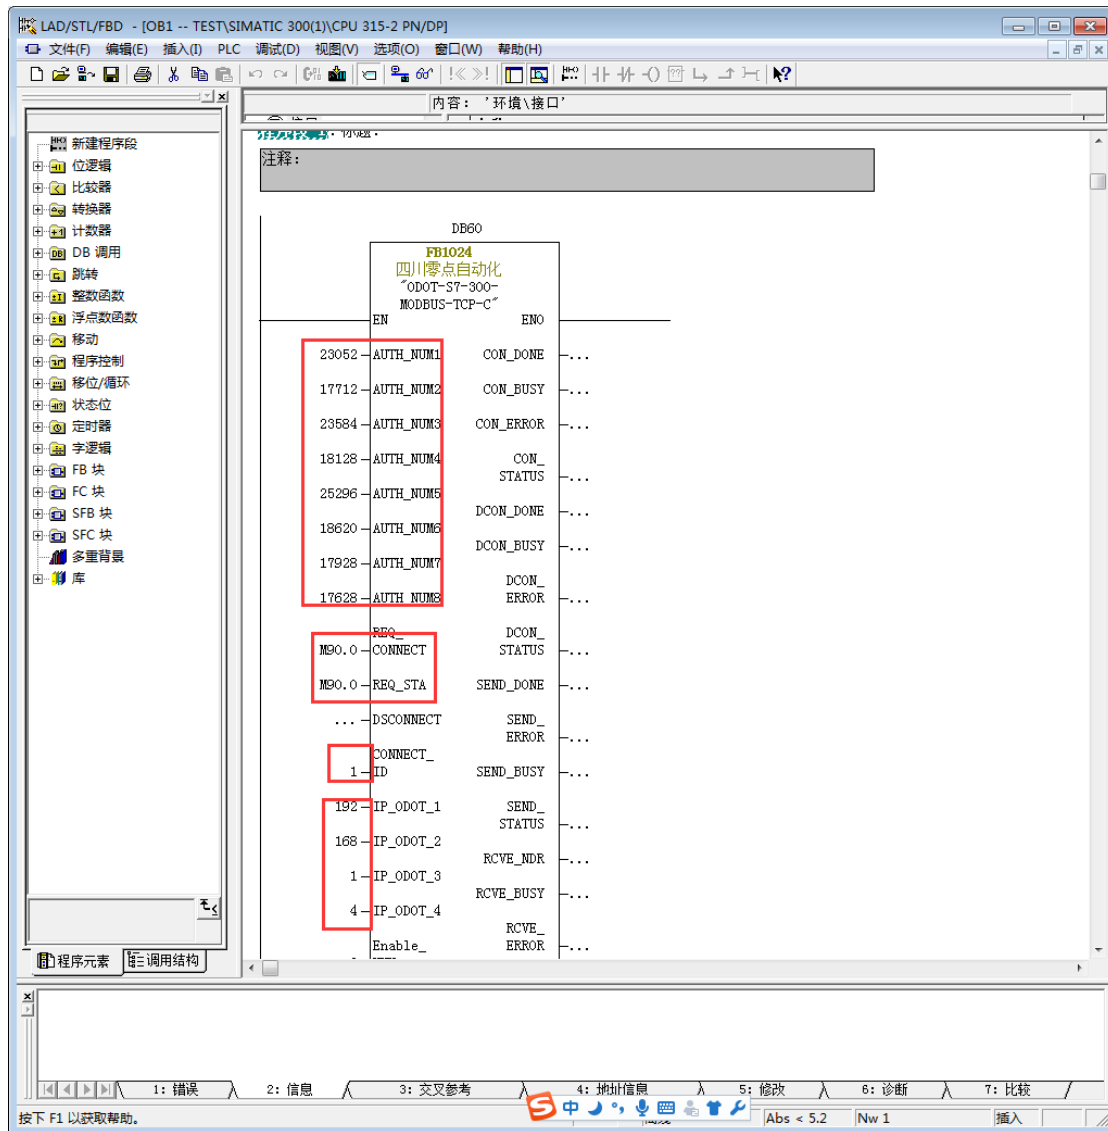 LAD/STL/FBD - [OB1 -- TEST\SIMATIC 300(1)\CPU 315-2 PN/DP]
文件(F) 编辑(E) 插入(I) PLC 调试(D) 视图(V) 选项(O) 窗口(W) 帮助(H)
内容: '环境\接口'
新建程序段
位逻辑
比较器
转换器
计数器
DB 调用
跳转
整数函数
浮点数函数
移动
程序控制
移位/循环
状态位
定时器
字逻辑
FB 块
FC 块
SFB 块
SFC 块
多重背景
库
程序元素 调用结构
注释:
DB60
FB1024
四川零点自动化
"ODOT-S7-300-
MODBUS-TCP-C"
EN ENO
23052 AUTH_NUM1 CON_DONE ...
17712 AUTH_NUM2 CON_BUSY ...
23584 AUTH_NUM3 CON_ERROR ...
18128 AUTH_NUM4 CON_
STATUS ...
25296 AUTH_NUM5
DCON_DONE ...
18620 AUTH_NUM6
DCON_BUSY ...
17928 AUTH_NUM7
DCON_
17628 AUTH_NUM8 ERROR ...
REQ_ DCON_
M90.0 CONNECT STATUS ...
M90.0 REQ_STA SEND_DONE ...
... DSCONNECT SEND_
ERROR ...
CONNECT_
1 ID SEND_BUSY ...
192 IP_ODOT_1 SEND_
STATUS ...
168 IP_ODOT_2
RCVE_NDR ...
1 IP_ODOT_3
RCVE_BUSY ...
4 IP_ODOT_4
RCVE_
Enable_ ERROR ...
1: 错误 2: 信息 3: 交叉参考 4: 地址信息 5: 修改 6: 诊断 7: 比较
中
按下 F1 以获取帮助。 Abs < 5.2 Nw 1 插入